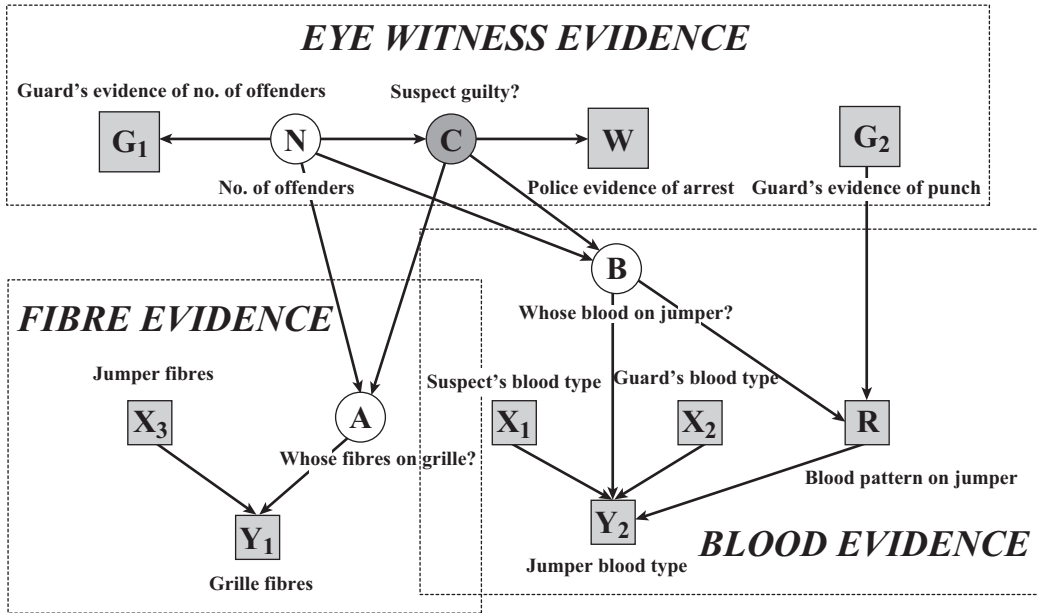 EYE WITNESS EVIDENCE
Guard's evidence of no. of offenders
Suspect guilty?
G1
N
C
W
G2
No. of offenders
Police evidence of arrest
Guard's evidence of punch
B
Whose blood on jumper?
FIBRE EVIDENCE
Jumper fibres
Suspect's blood type
Guard's blood type
X3
A
X1
X2
R
Whose fibres on grille?
Blood pattern on jumper
Y1
Y2
BLOOD EVIDENCE
Jumper blood type
Grille fibres